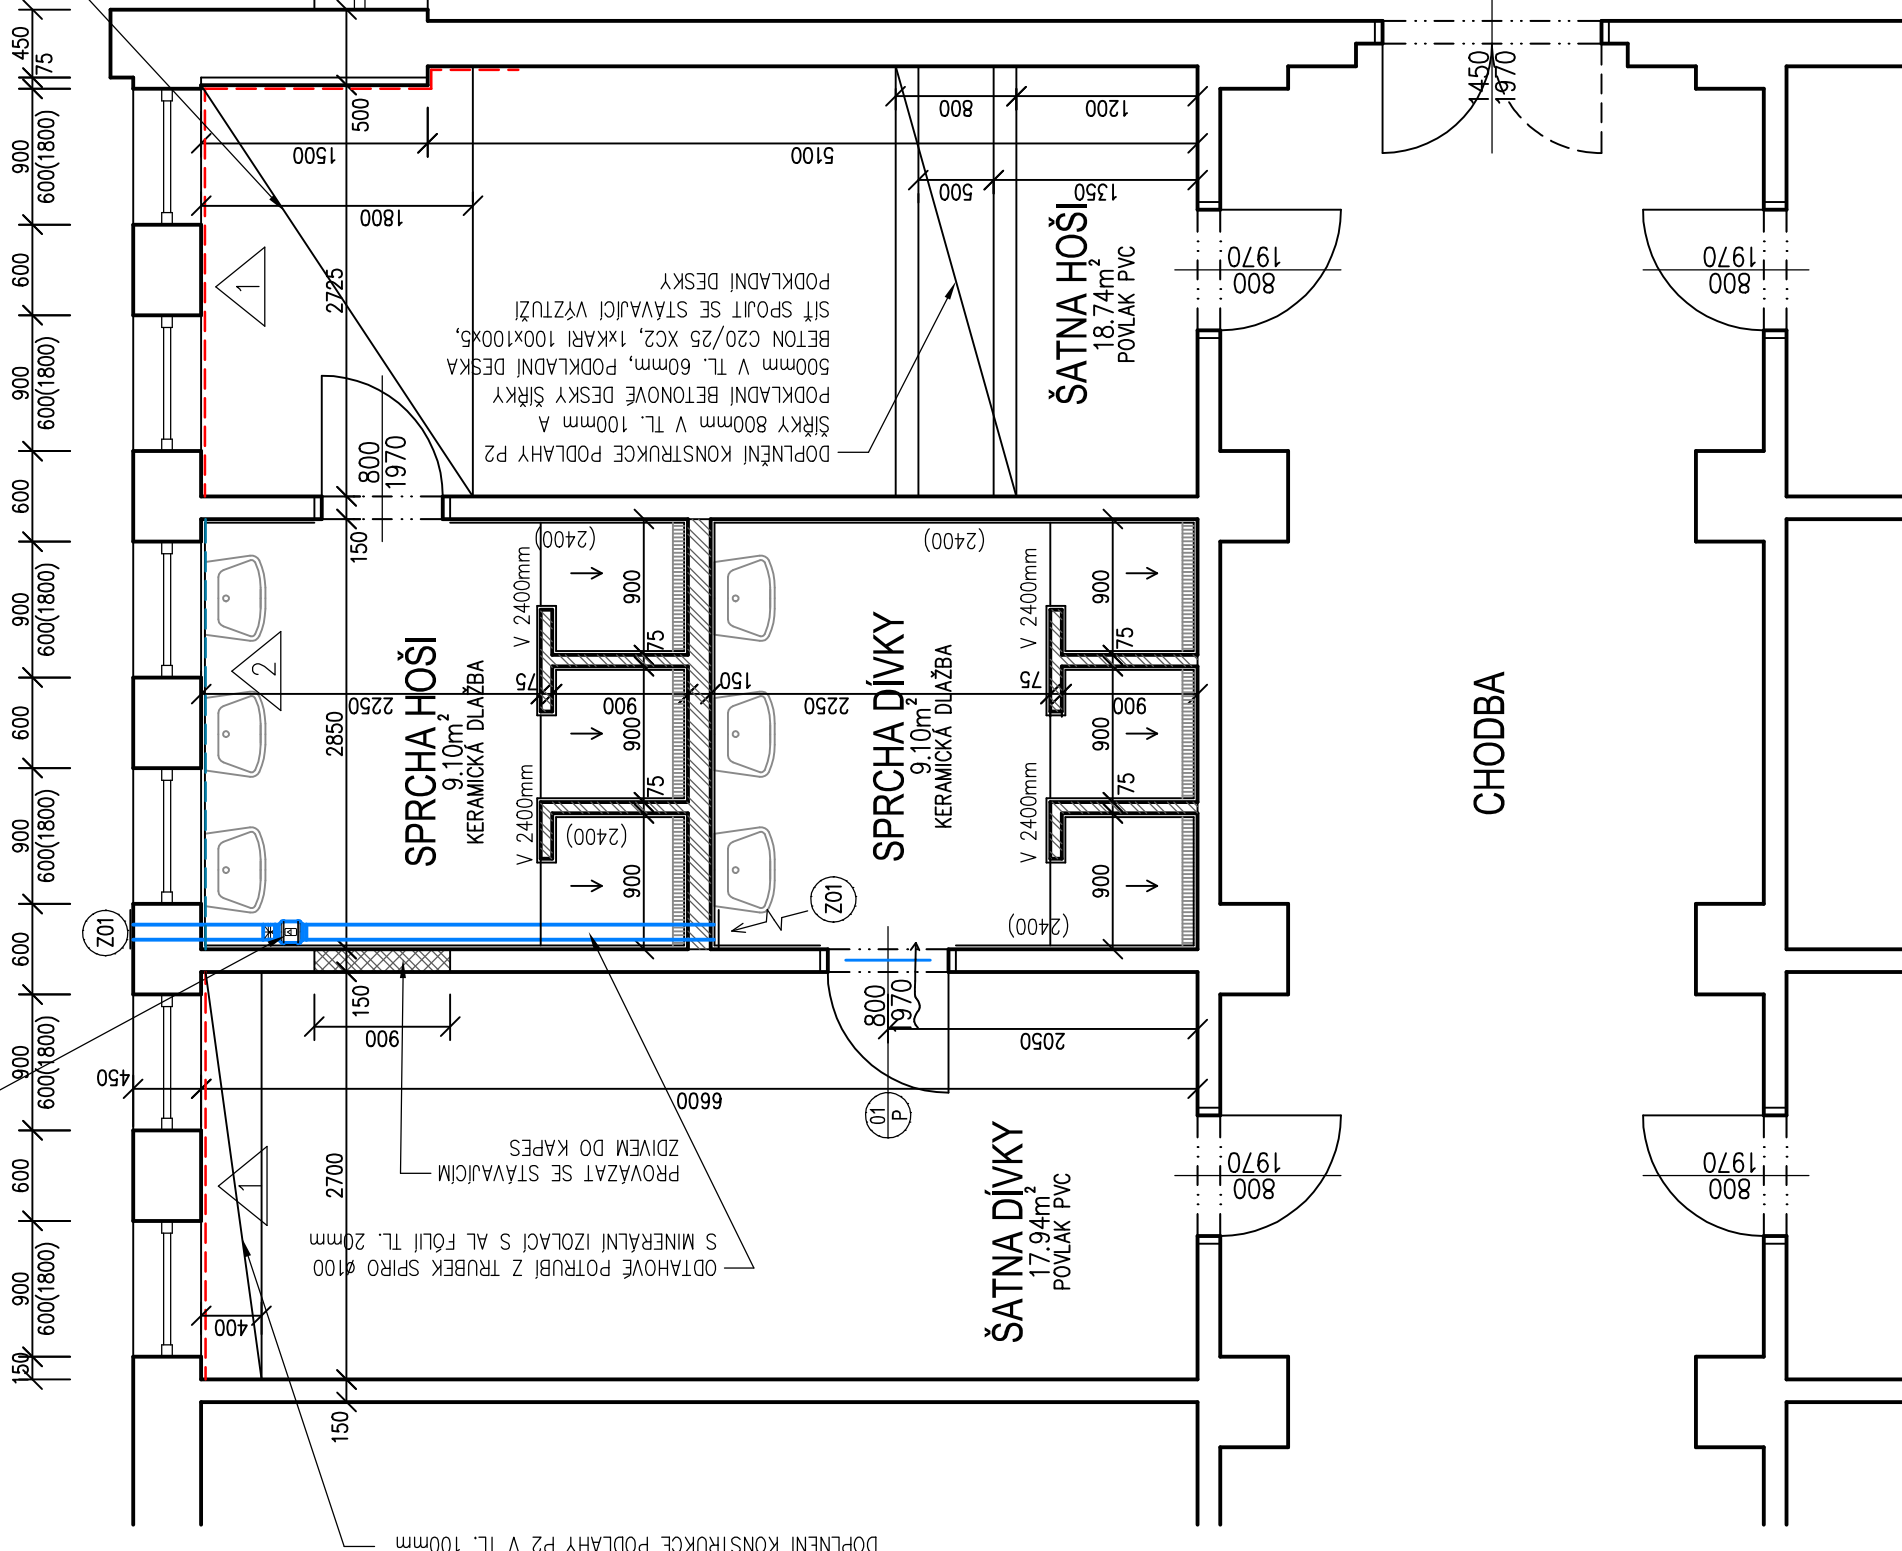 ŠATNA HOŠI
18.74m²
POVLAK PVC
DOPLNĚNÍ KONSTRUKCE PODLAHY P2
ŠÍŘKY 800mm V TL. 100mm A
PODKLADNÍ BETONOVÉ DESKY ŠÍŘKY
500mm V TL. 60mm, PODKLADNÍ DESKA
BETON C20/25 XC2, 1xKARI 100x100x5,
SÍŤ SPOJIT SE STÁVAJÍCÍ VÝZTUŽÍ
PODKLADNÍ DESKY
SPRCHA HOŠI
9.10m²
KERAMICKÁ DLAŽBA
SPRCHA DÍVKY
9.10m²
KERAMICKÁ DLAŽBA
CHODBA
ŠATNA DÍVKY
17.94m²
POVLAK PVC
PROVÁZAT SE STÁVAJÍCÍM
ZDIVEM DO KAPES
ODTAHOVÉ POTRUBÍ Z TRUBEK SPIRO ø100
S MINERÁLNÍ IZOLACÍ S AL FÓLIÍ TL. 20mm
DOPLNĚNÍ KONSTRUKCE PODLAHY P2 V TL. 100mm
450
75
900
600(1800)
600
900
600(1800)
600
900
600(1800)
600
900
600(1800)
600
900
600(1800)
600
900
600(1800)
150
500
1500
5100
800
1200
500
1350
1800
2725
1
800
1970
150
1450
1970
1970
800
1970
800
2
2250
2850
75
900
150
2250
75
900
V 2400mm
V 2400mm
V 2400mm
V 2400mm
(2400)
(2400)
(2400)
(2400)
900
75
900
75
900
900
75
900
75
900
Z01
Z01
150
900
450
6600
2050
800
1970
01
P
2700
1
400
150
1970
800
1970
800